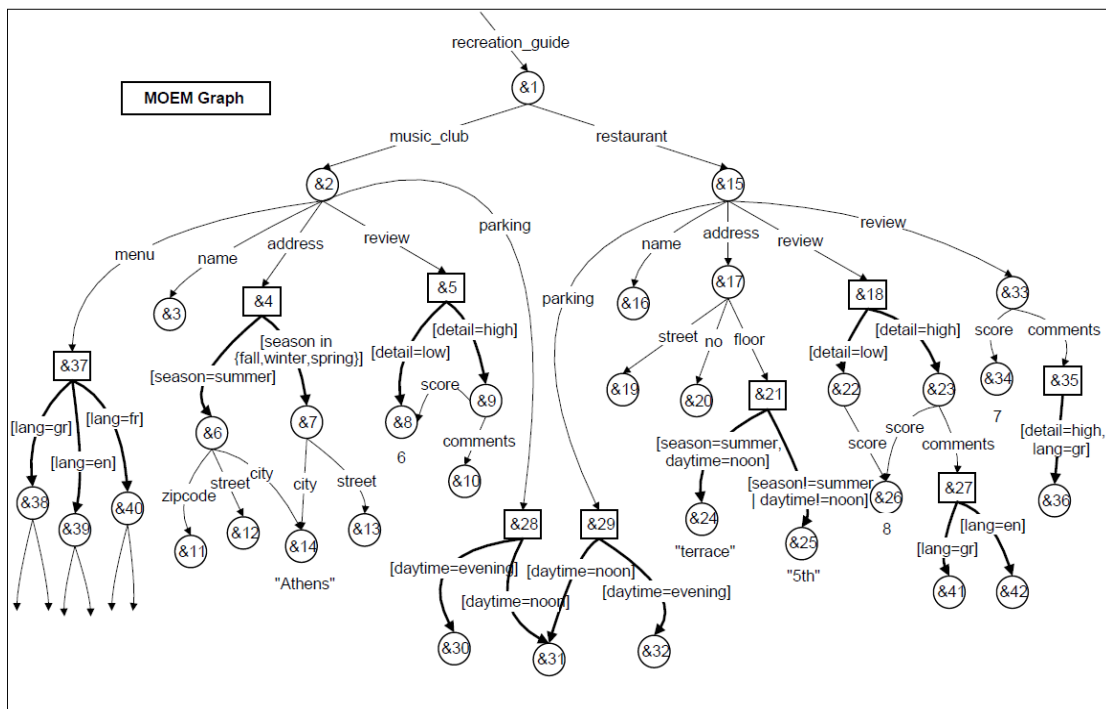 recreation_guide
&1
MOEM Graph
music_club
restaurant
&2
&15
parking
review
name
address
review
address
review
menu
name
parking
&17
&5
&18
&33
&16
&4
&3
street
no
floor
score
comments
[season in
{fall,winter,spring}]
[detail=low]
[detail=high]
[detail=low]
[detail=high]
&37
[season=summer]
&19
&20
&21
&22
&23
&34
&35
score
&9
&8
6
7
[lang=gr]
[lang=fr]
[lang=en]
&6
&7
comments
[season=summer,
daytime=noon]
score
score
comments
[detail=high,
lang=gr]
zipcode
street
city
city
street
&10
[season!=summer
| daytime!=noon]
&38
&39
&40
&26
8
&27
&36
&11
&12
&14
&13
"Athens"
&28
&29
&24
"terrace"
&25
"5th"
[lang=gr]
[lang=en]
[daytime=evening]
[daytime=noon]
[daytime=noon]
[daytime=evening]
&41
&42
&30
&31
&32